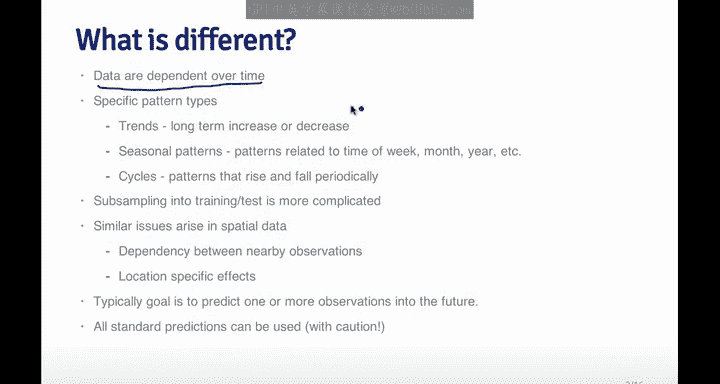 What is different?
· Data are dependent over time
· Specific pattern types
- Trends - long term increase or decrease
- Seasonal patterns - patterns related to time of week, month, year, etc.
- Cycles - patterns that rise and fall periodically
· Subsampling into training/test is more complicated
· Similar issues arise in spatial data
- Dependency between nearby observations
- Location specific effects
· Typically goal is to predict one or more observations into the future.
· All standard predictions can be used (with caution!)